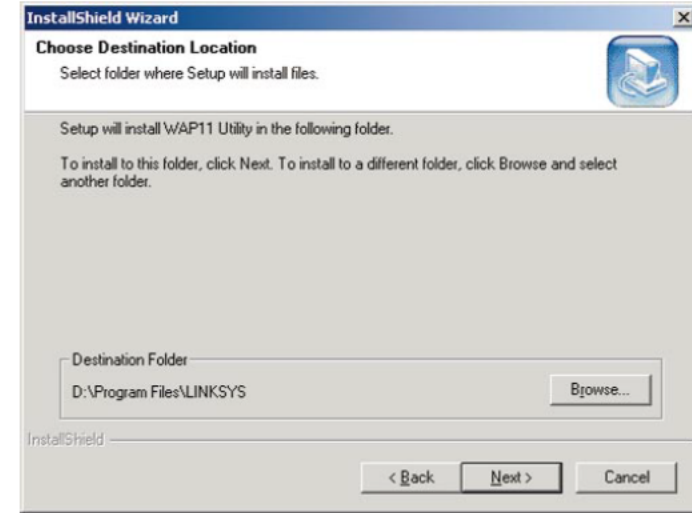 InstallShield Wizard
Choose Destination Location
Select folder where Setup will install files.
Setup will install WAP11 Utility in the following folder.
To install to this folder, click Next. To install to a different folder, click Browse and select
another folder.
Destination Folder
D:\Program Files\LINKSYS
Browse...
InstallShield
< Back
Next >
Cancel